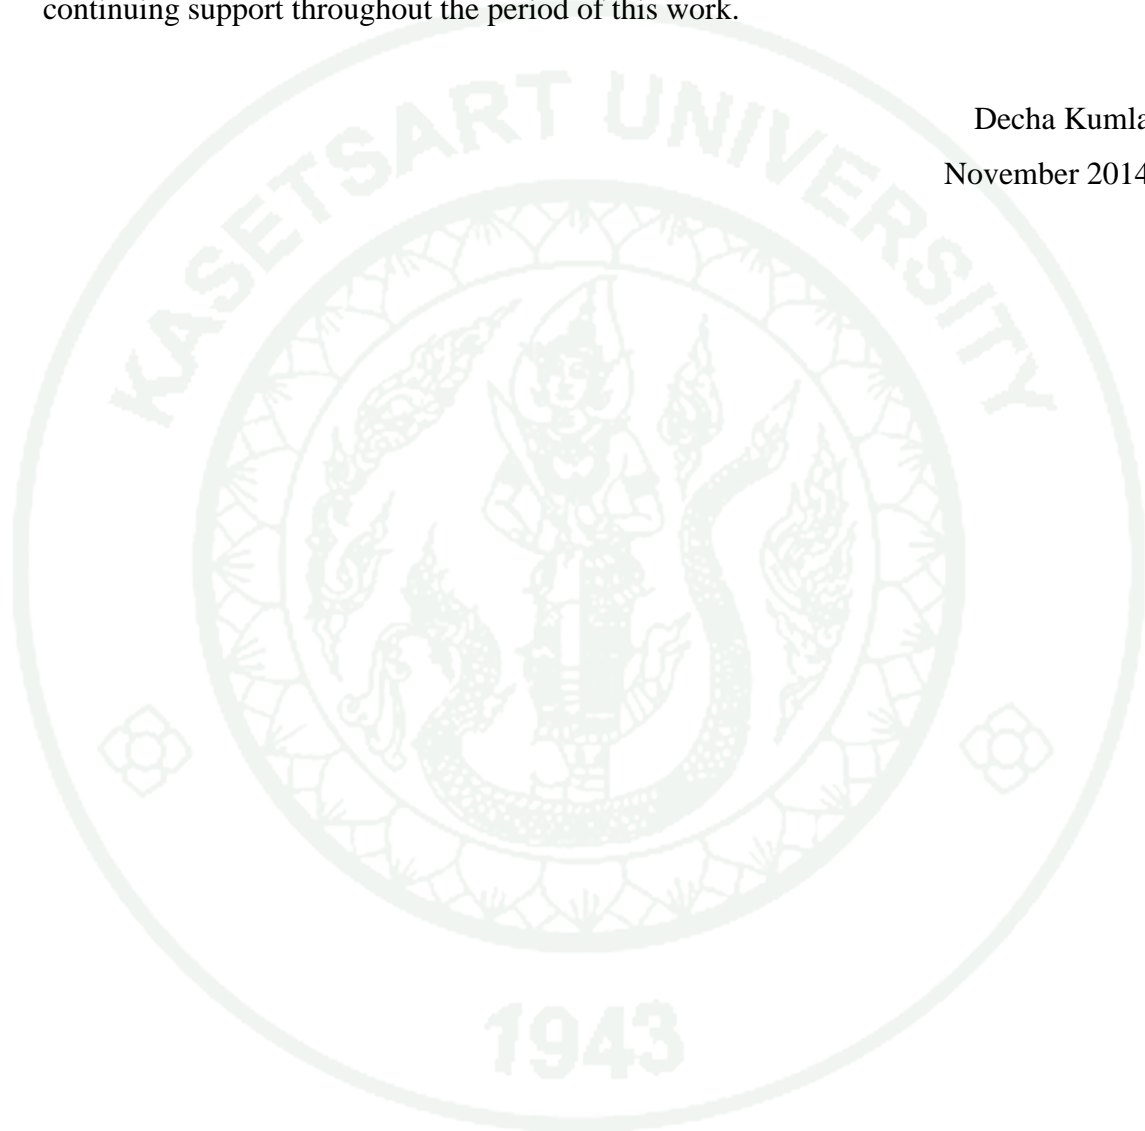 continuing support throughout the period of this work.
Decha Kumla
November 2014
KASETSART UNIVERSITY
1943